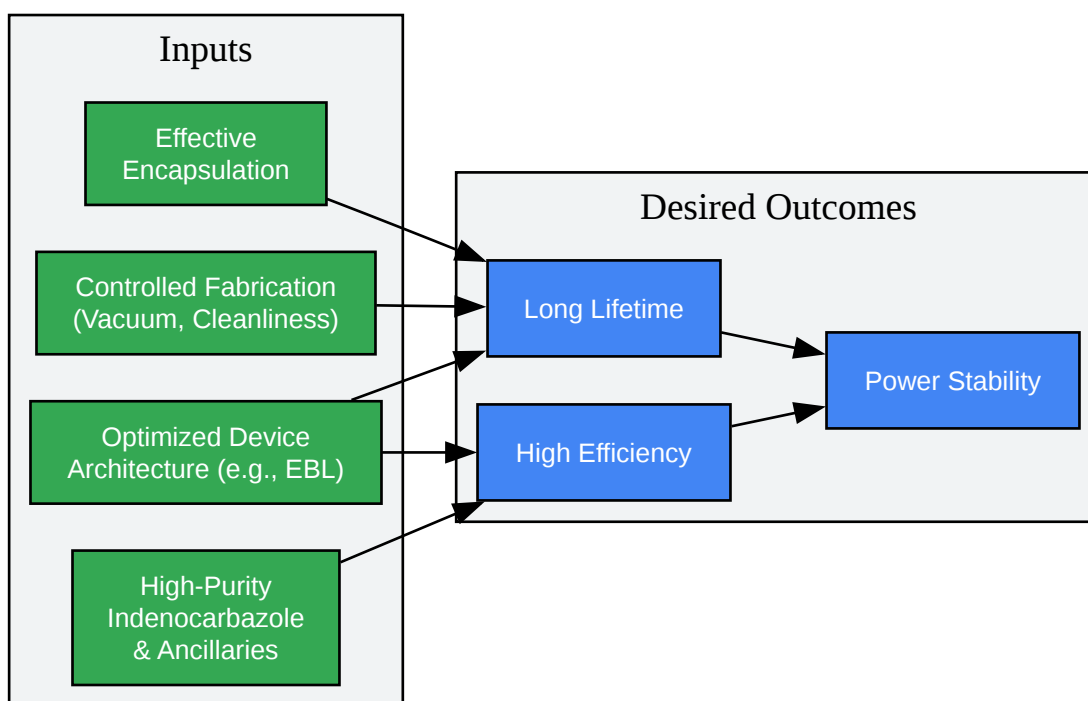 Inputs
Effective
Encapsulation
Controlled Fabrication
(Vacuum, Cleanliness)
Optimized Device
Architecture (e.g., EBL)
High-Purity
Indenocarbazole
& Ancillaries
Desired Outcomes
Long Lifetime
High Efficiency
Power Stability